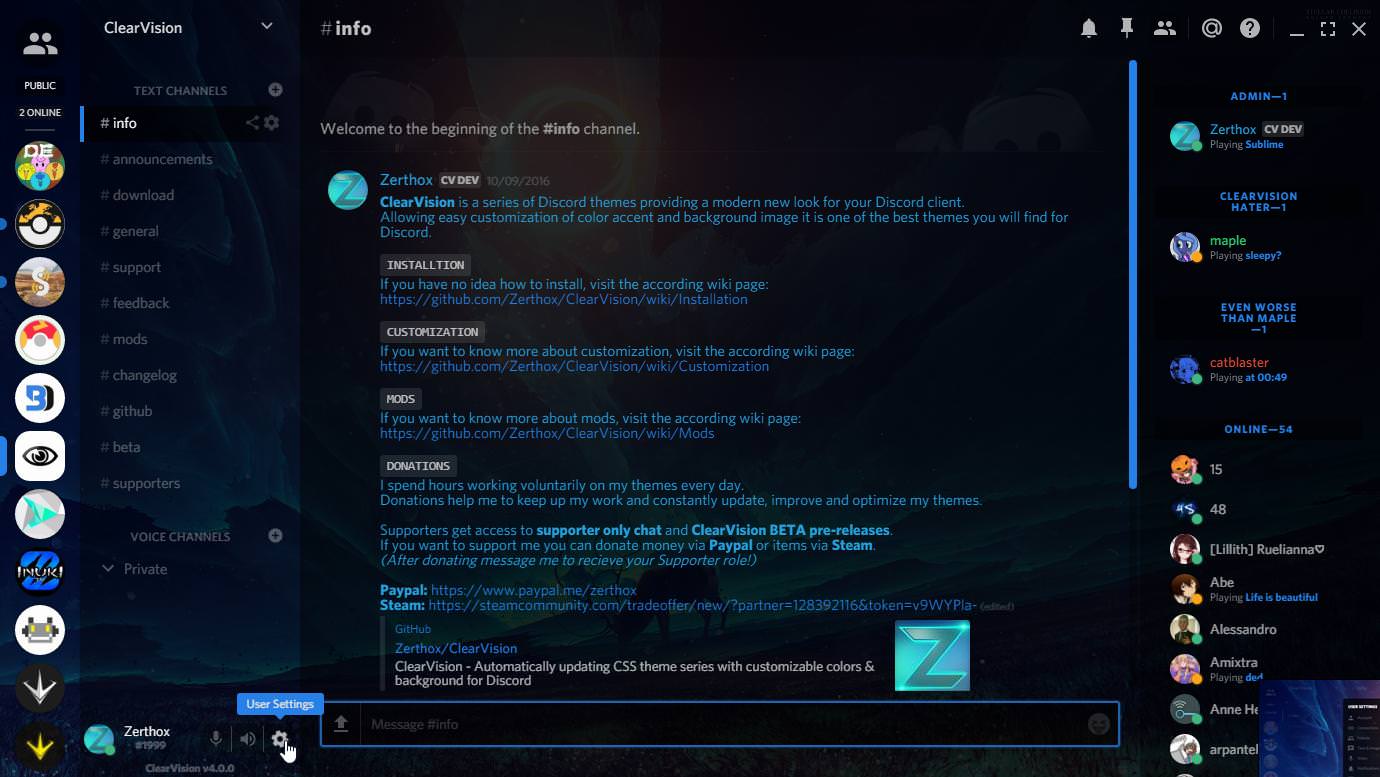 PUBLIC
2 ONLINE
DE
ClearVision
TEXT CHANNELS
# info
# announcements
# download
# general
# support
# feedback
# mods
# changelog
# github
# beta
# supporters
VOICE CHANNELS
Private
User Settings
Zerthox
#1999
ClearVision v4.0.0
#info
Welcome to the beginning of the #info channel.
Zerthox CV DEV 10/09/2016
ClearVision is a series of Discord themes providing a modern new look for your Discord client.
Allowing easy customization of color accent and background image it is one of the best themes you will find for
Discord.
INSTALLTION
If you have no idea how to install, visit the according wiki page:
https://github.com/Zerthox/ClearVision/wiki/Installation
CUSTOMIZATION
If you want to know more about customization, visit the according wiki page:
https://github.com/Zerthox/ClearVision/wiki/Customization
MODS
If you want to know more about mods, visit the according wiki page:
https://github.com/Zerthox/ClearVision/wiki/Mods
DONATIONS
I spend hours working voluntarily on my themes every day.
Donations help me to keep up my work and constantly update, improve and optimize my themes.
Supporters get access to supporter only chat and ClearVision BETA pre-releases.
If you want to support me you can donate money via Paypal or items via Steam.
(After donating message me to recieve your Supporter role!)
Paypal: https://www.paypal.me/zerthox
Steam: https://steamcommunity.com/tradeoffer/new/?partner=128392116&token=v9WYPla- (edited)
GitHub
Zerthox/ClearVision
ClearVision - Automatically updating CSS theme series with customizable colors &
background for Discord
Message #info
ADMIN—1
Zerthox CV DEV
Playing Sublime
CLEARVISION
HATER—1
maple
Playing sleepy?
EVEN WORSE
THAN MAPLE
—1
catblaster
Playing at 00:49
ONLINE—54
15
48
[Lillith] Ruelianna♡
Abe
Playing Life is beautiful
Alessandro
Amixtra
Playing ded
Anne He
arpantel
USER SETTINGS